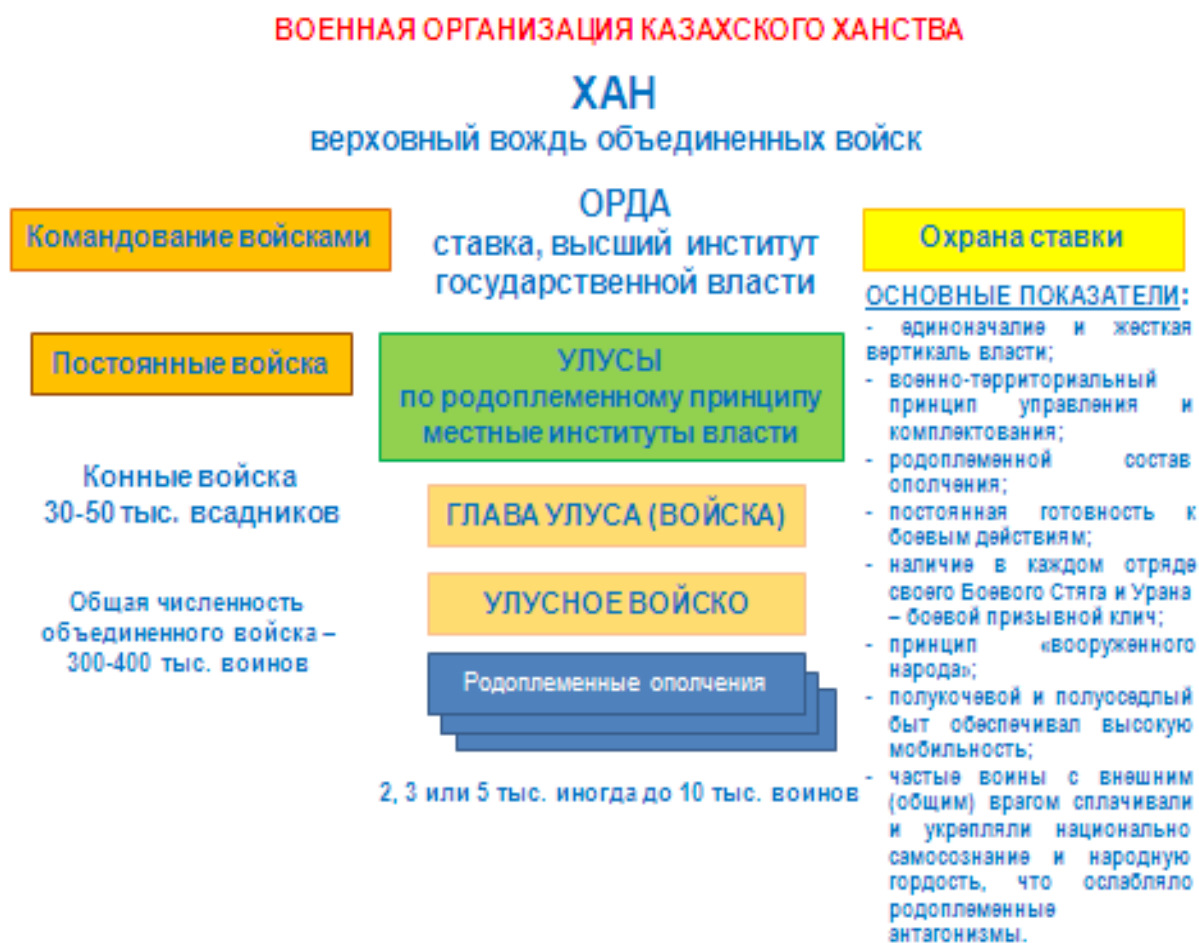 ВОЕННАЯ ОРГАНИЗАЦИЯ КАЗАХСКОГО ХАНСТВА
ХАН
верховный вождь объединенных войск
ОРДА
ставка, высший институт
государственной власти
Командование войсками
Постоянные войска
Конные войска
30-50 тыс. всадников
Общая численность
объединенного войска –
300-400 тыс. воинов
УЛУСЫ
по родоплеменному принципу
местные институты власти
ГЛАВА УЛУСА (ВОЙСКА)
УЛУСНОЕ ВОЙСКО
Родоплеменные ополчения
2, 3 или 5 тыс. иногда до 10 тыс. воинов
Охрана ставки
ОСНОВНЫЕ ПОКАЗАТЕЛИ:
- единоначалие и жесткая
вертикаль власти;
- военно-территориальный
принцип управления и
комплектования;
- родоплеменной состав
ополчения;
- постоянная готовность к
боевым действиям;
- наличие в каждом отряде
своего Боевого Стяга и Урана
– боевой призывной клич;
- принцип «вооруженного
народа»;
- полукочевой и полуоседлый
быт обеспечивал высокую
мобильность;
- частые воины с внешним
(общим) врагом сплачивали
и укрепляли национально
самосознание и народную
гордость, что ослабляло
родоплеменные
антагонизмы.